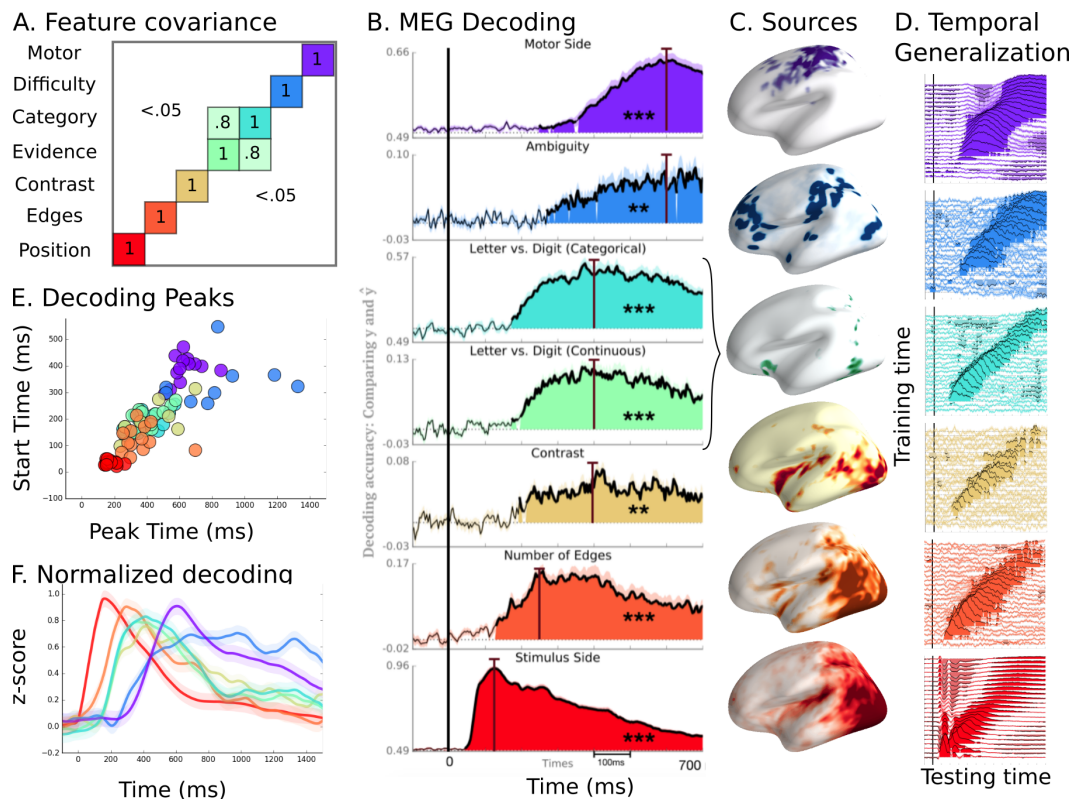 A. Feature covariance
Motor
Difficulty
Category
Evidence
Contrast
Edges
Position
1
1
.8 1
1 .8
1
1
1
<.05
<.05
B. MEG Decoding
Decoding accuracy: Comparing y and ŷ
Motor Side
0.66
0.49
***
Ambiguity
0.10
-0.03
**
Letter vs. Digit (Categorical)
0.57
0.49
***
Letter vs. Digit (Continuous)
0.13
-0.03
***
Contrast
0.08
-0.03
**
Number of Edges
0.17
-0.02
***
Stimulus Side
0.96
0.49
***
Times
100ms
0 700
Time (ms)
C. Sources
D. Temporal
Generalization
Training time
Testing time
E. Decoding Peaks
Start Time (ms)
500
400
300
200
100
0
−100
0 200 400 600 800 1000 1200 1400
Peak Time (ms)
F. Normalized decoding
z-score
1.0
0.8
0.6
0.4
0.2
0.0
−0.2
0 200 400 600 800 1000 1200 1400
Time (ms)